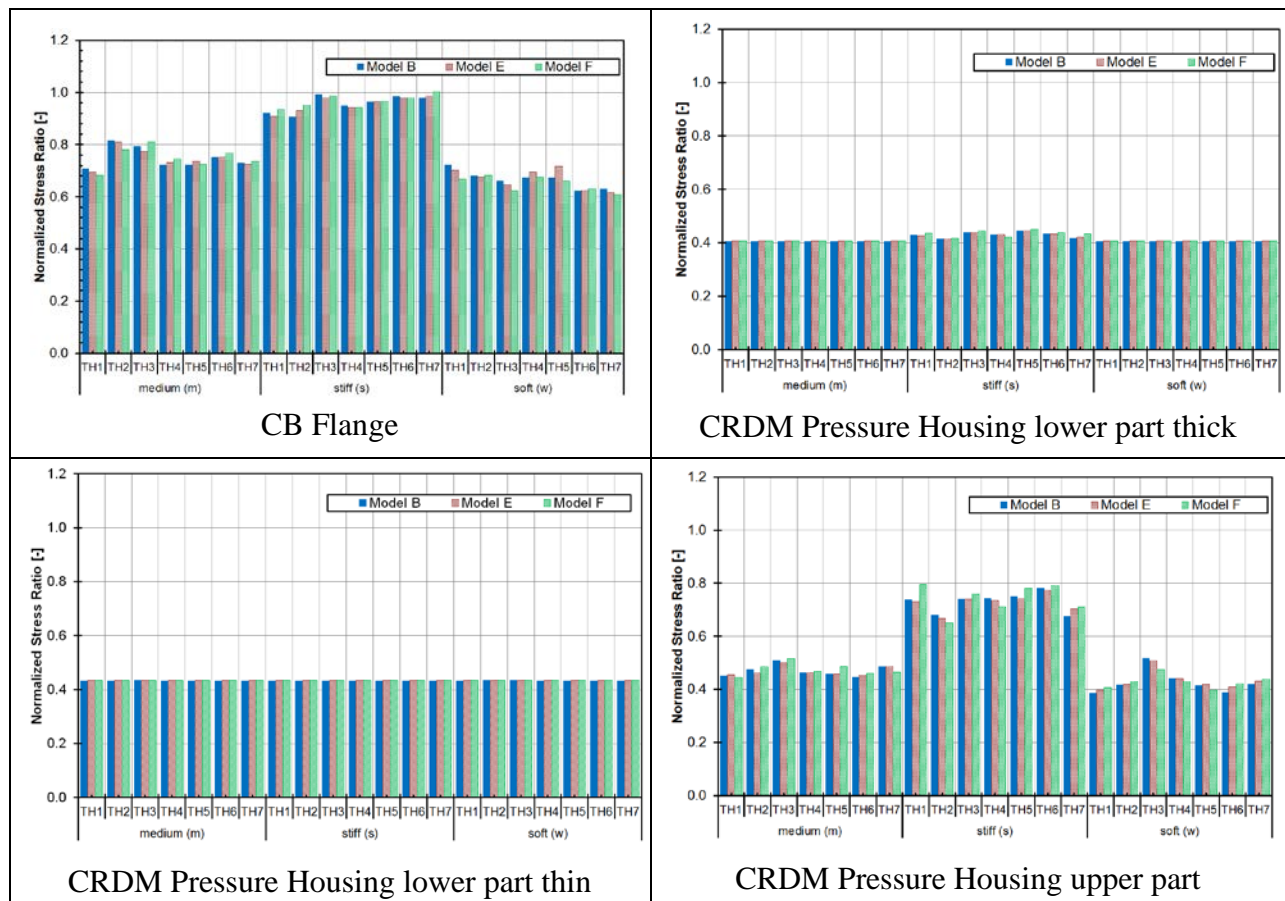 Normalized Stress Ratio [-]
1.2
1.0
0.8
0.6
0.4
0.2
0.0
Model B Model E Model F
TH1 TH2 TH3 TH4 TH5 TH6 TH7 TH1 TH2 TH3 TH4 TH5 TH6 TH7 TH1 TH2 TH3 TH4 TH5 TH6 TH7
medium (m) stiff (s) soft (w)
CB Flange
Normalized Stress Ratio [-]
1.2
1.0
0.8
0.6
0.4
0.2
0.0
Model B Model E Model F
TH1 TH2 TH3 TH4 TH5 TH6 TH7 TH1 TH2 TH3 TH4 TH5 TH6 TH7 TH1 TH2 TH3 TH4 TH5 TH6 TH7
medium (m) stiff (s) soft (w)
CRDM Pressure Housing lower part thick
Normalized Stress Ratio [-]
1.2
1.0
0.8
0.6
0.4
0.2
0.0
Model B Model E Model F
TH1 TH2 TH3 TH4 TH5 TH6 TH7 TH1 TH2 TH3 TH4 TH5 TH6 TH7 TH1 TH2 TH3 TH4 TH5 TH6 TH7
medium (m) stiff (s) soft (w)
CRDM Pressure Housing lower part thin
Normalized Stress Ratio [-]
1.2
1.0
0.8
0.6
0.4
0.2
0.0
Model B Model E Model F
TH1 TH2 TH3 TH4 TH5 TH6 TH7 TH1 TH2 TH3 TH4 TH5 TH6 TH7 TH1 TH2 TH3 TH4 TH5 TH6 TH7
medium (m) stiff (s) soft (w)
CRDM Pressure Housing upper part